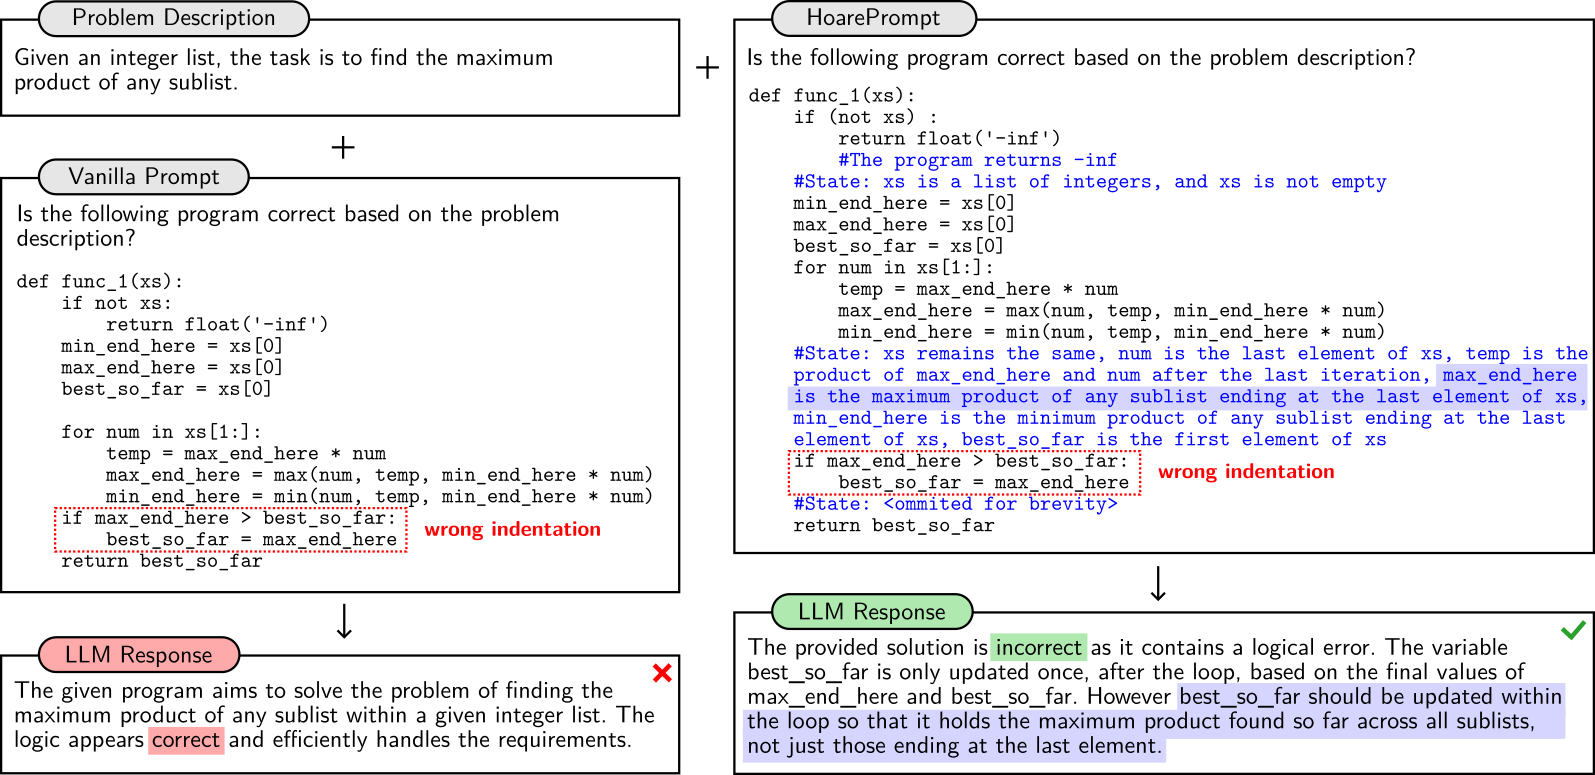 Problem Description
Given an integer list, the task is to find the maximum
product of any sublist.
+
Vanilla Prompt
Is the following program correct based on the problem
description?
def func_1(xs):
    if not xs:
        return float('-inf')
    min_end_here = xs[0]
    max_end_here = xs[0]
    best_so_far = xs[0]
    for num in xs[1:]:
        temp = max_end_here * num
        max_end_here = max(num, temp, min_end_here * num)
        min_end_here = min(num, temp, min_end_here * num)
    if max_end_here > best_so_far:
        best_so_far = max_end_here
wrong indentation
    return best_so_far
LLM Response
The given program aims to solve the problem of finding the
maximum product of any sublist within a given integer list. The
logic appears correct and efficiently handles the requirements.
+
HoarePrompt
Is the following program correct based on the problem description?
def func_1(xs):
    if (not xs) :
        return float('-inf')
        #The program returns -inf
    #State: xs is a list of integers, and xs is not empty
    min_end_here = xs[0]
    max_end_here = xs[0]
    best_so_far = xs[0]
    for num in xs[1:]:
        temp = max_end_here * num
        max_end_here = max(num, temp, min_end_here * num)
        min_end_here = min(num, temp, min_end_here * num)
    #State: xs remains the same, num is the last element of xs, temp is the
    product of max_end_here and num after the last iteration, max_end_here
    is the maximum product of any sublist ending at the last element of xs,
    min_end_here is the minimum product of any sublist ending at the last
    element of xs, best_so_far is the first element of xs
    if max_end_here > best_so_far:
        best_so_far = max_end_here
wrong indentation
    #State: <ommited for brevity>
    return best_so_far
LLM Response
The provided solution is incorrect as it contains a logical error. The variable
best_so_far is only updated once, after the loop, based on the final values of
max_end_here and best_so_far. However best_so_far should be updated within
the loop so that it holds the maximum product found so far across all sublists,
not just those ending at the last element.